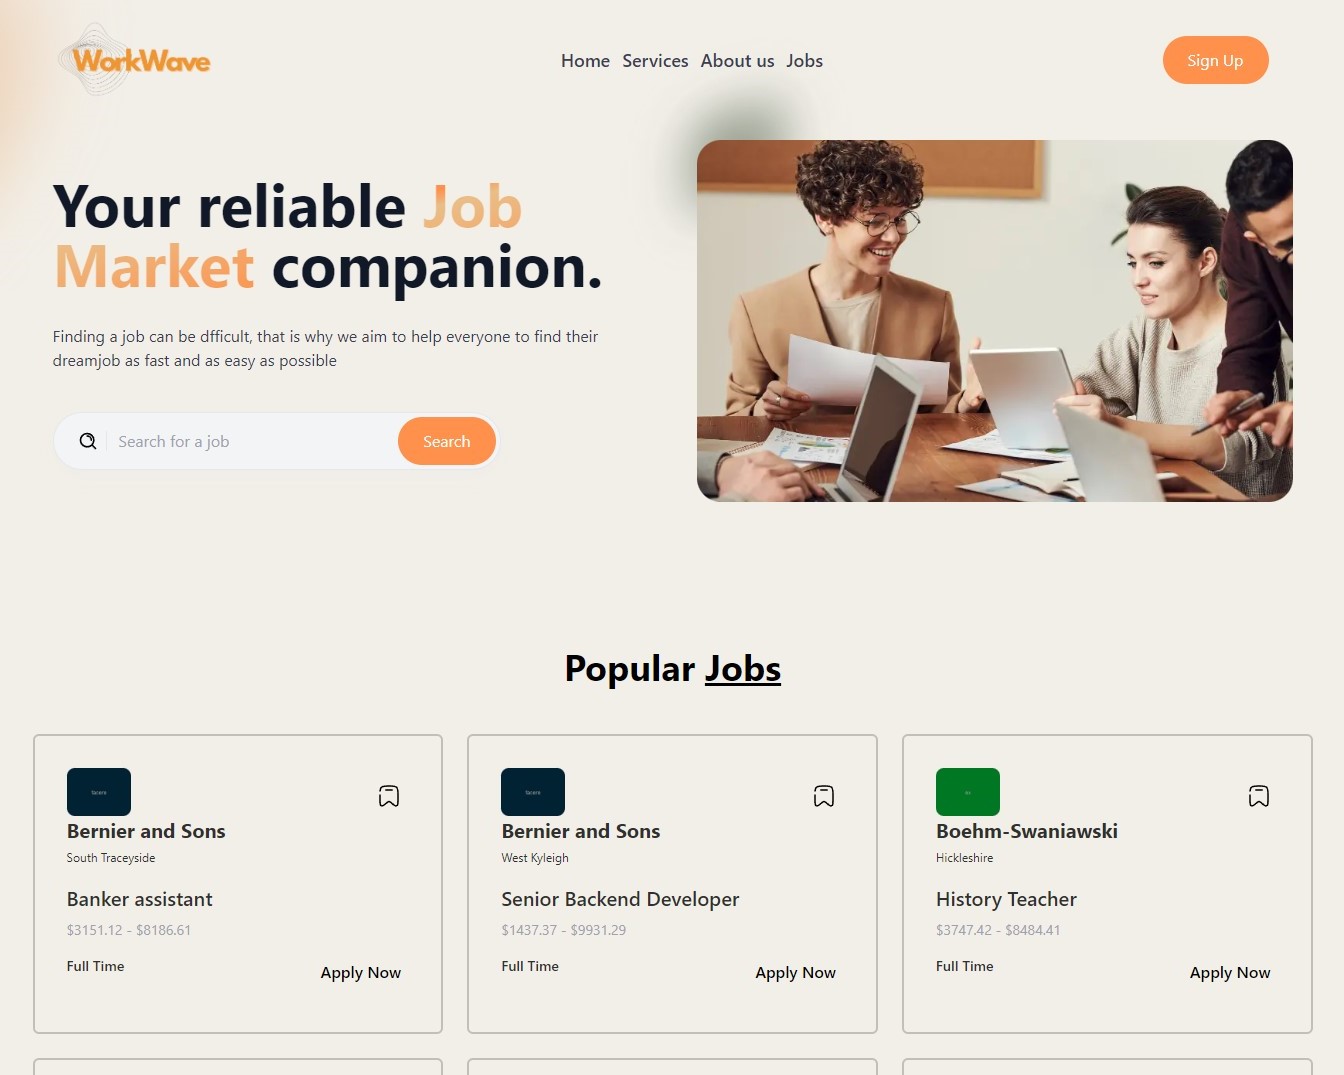 WorkWave
Home Services About us Jobs
Sign Up
Your reliable Job
Market companion.
Finding a job can be dfficult, that is why we aim to help everyone to find their
dreamjob as fast and as easy as possible
Search for a job
Search
Popular Jobs
Bernier and Sons
South Traceyside
Banker assistant
$3151.12 - $8186.61
Full Time
Apply Now
Bernier and Sons
West Kyleigh
Senior Backend Developer
$1437.37 - $9931.29
Full Time
Apply Now
Boehm-Swaniawski
Hickleshire
History Teacher
$3747.42 - $8484.41
Full Time
Apply Now